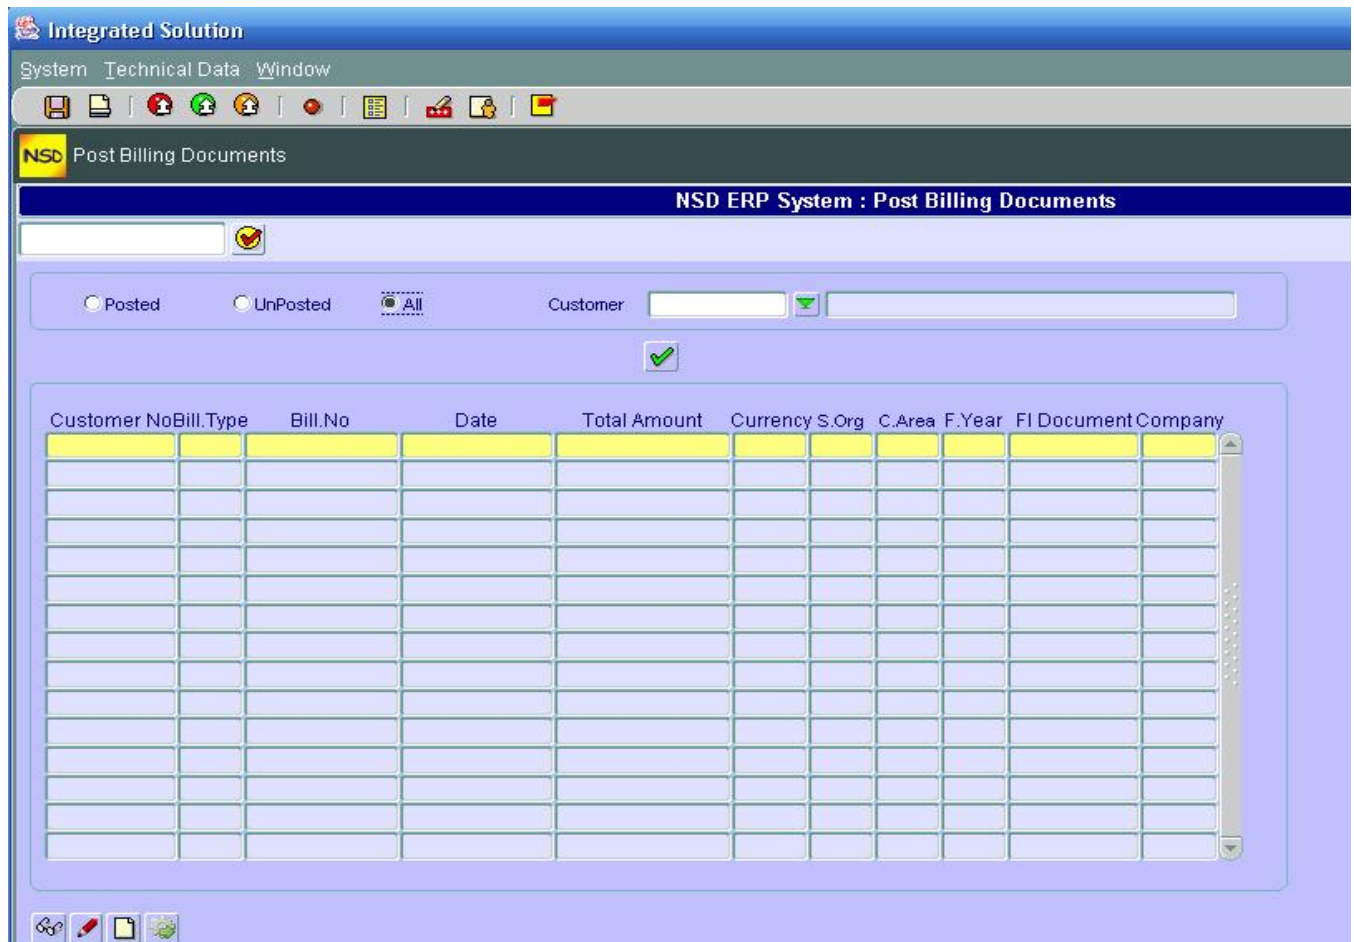 Integrated Solution
System Technical Data Window
NSD Post Billing Documents
NSD ERP System : Post Billing Documents
Posted UnPosted All Customer
Customer No Bill.Type Bill.No Date Total Amount Currency S.Org C.Area F.Year FI Document Company